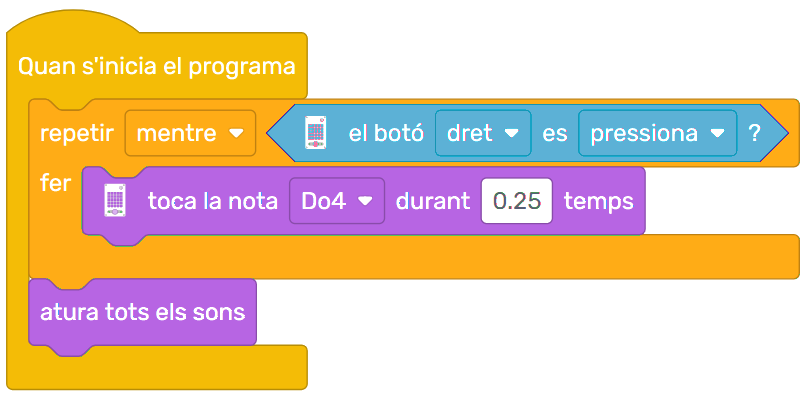 Quan s'inicia el programa
repetir mentre el botó dret es pressiona ?
fer toca la nota Do4 durant 0.25 temps
atura tots els sons